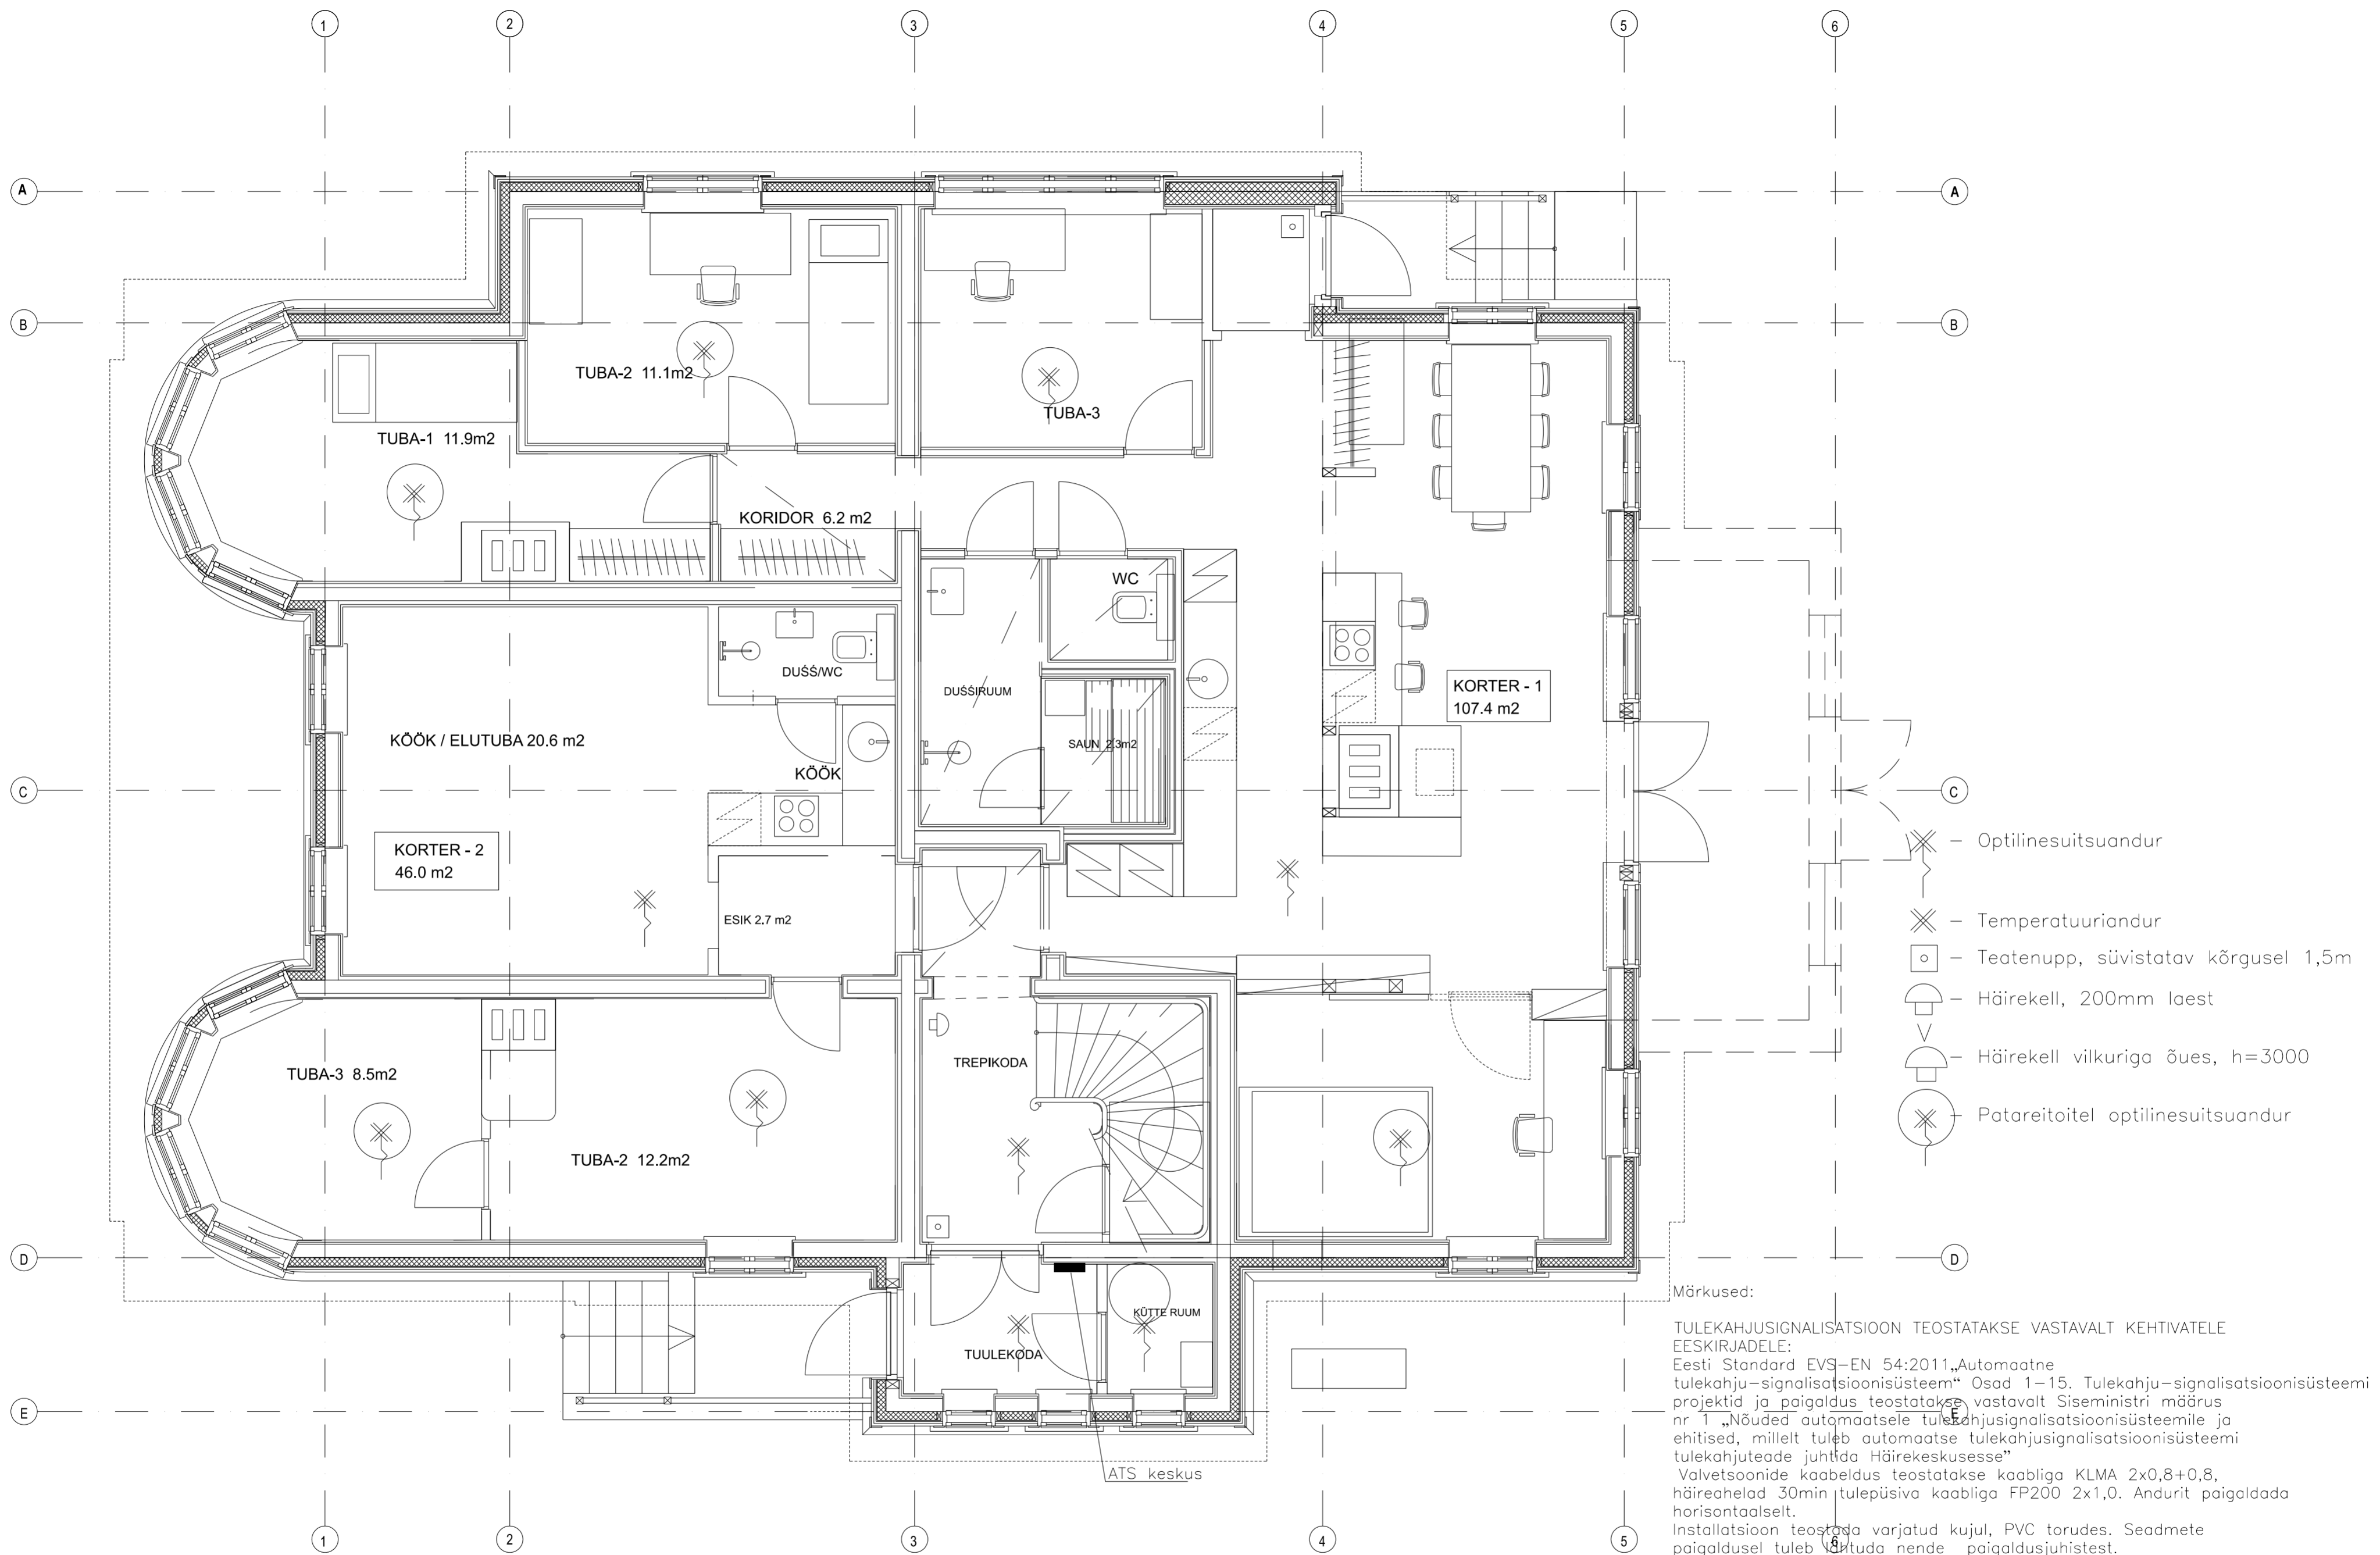 1 2 3 4 5 6
A A
TUBA-2 11.1m2
B B
TUBA-3
TUBA-1 11.9m2
KORIDOR 6.2 m2
WC
DUŠŠ/WC
DUŠŠIRUUM
KORTER - 1
107.4 m2
KÖÖK / ELUTUBA 20.6 m2
SAUN 2.3m2
KÖÖK
C C
KORTER - 2
46.0 m2
ESIK 2.7 m2
Optilinesuitsuandur
– Temperatuuriandur
– Teatenupp, süvistatav kõrgusel 1,5m
– Häirekell, 200mm laest
– Häirekell vilkuriga õues, h=3000
– Patareitoitel optilinesuitsuandur
TREPIKODA
TUBA-3 8.5m2
TUBA-2 12.2m2
D D
KÜTTE RUUM
TUULEKODA
E E
ATS keskus
Märkused:
TULEKAHJUSIGNALISATSIOON TEOSTATAKSE VASTAVALT KEHTIVATELE
EESKIRJADELE:
Eesti Standard EVS–EN 54:2011„Automaatne
tulekahju–signalisatsioonisüsteem“ Osad 1–15. Tulekahju–signalisatsioonisüsteemi
projektid ja paigaldus teostatakse vastavalt Siseministri määrus
nr 1 „Nõuded automaatsele tulekahjusignalisatsioonisüsteemile ja
ehitised, millelt tuleb automaatse tulekahjusignalisatsioonisüsteemi
tulekahjuteade juhtida Häirekeskusesse”
Valvetsoonide kaabeldus teostatakse kaabliga KLMA 2x0,8+0,8,
häireahelad 30min tulepüsiva kaabliga FP200 2x1,0. Andurit paigaldada
horisontaalselt.
Installatsioon teostada varjatud kujul, PVC torudes. Seadmete
paigaldusel tuleb lähtuda nende paigaldusjuhistest.
1 2 3 4 5 6